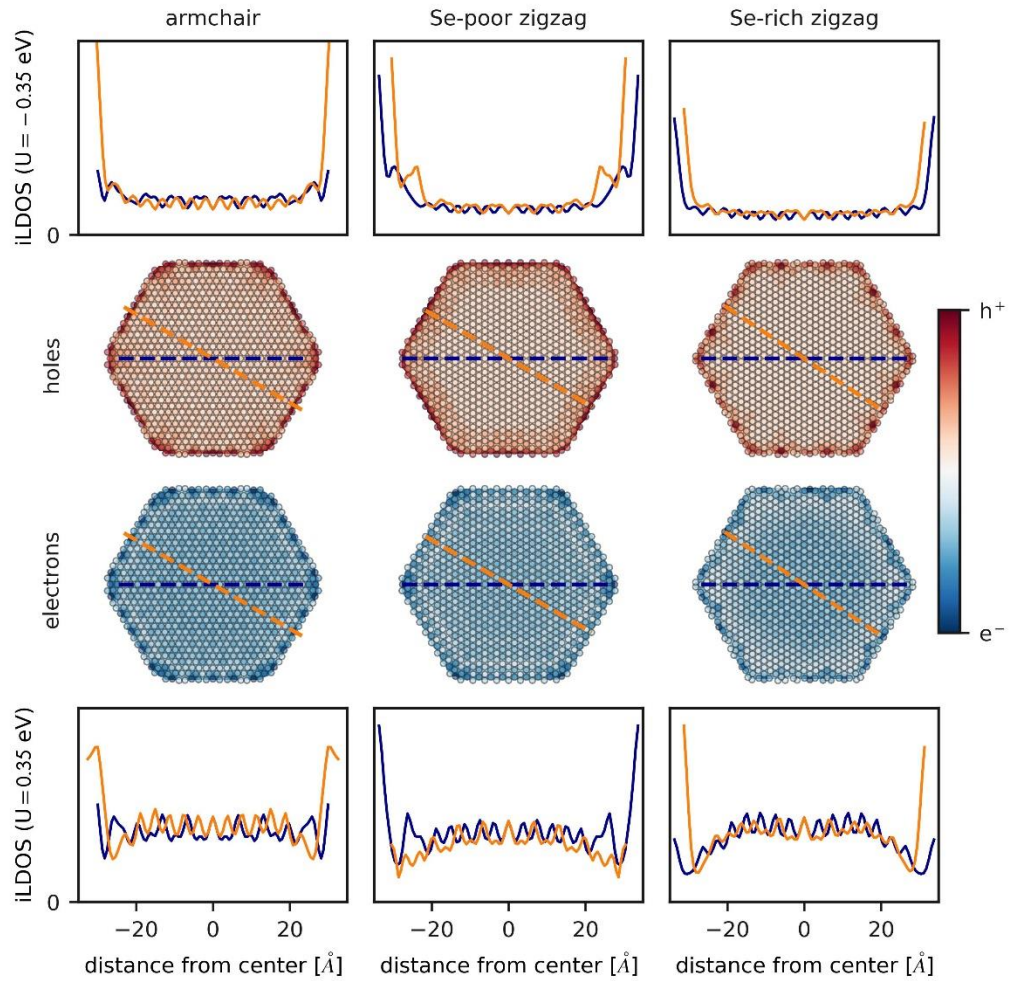 armchair
Se-poor zigzag
Se-rich zigzag
iLDOS (U = −0.35 eV)
0
holes
h⁺
electrons
e⁻
iLDOS (U = 0.35 eV)
0
−20 0 20
−20 0 20
−20 0 20
distance from center [Å]
distance from center [Å]
distance from center [Å]